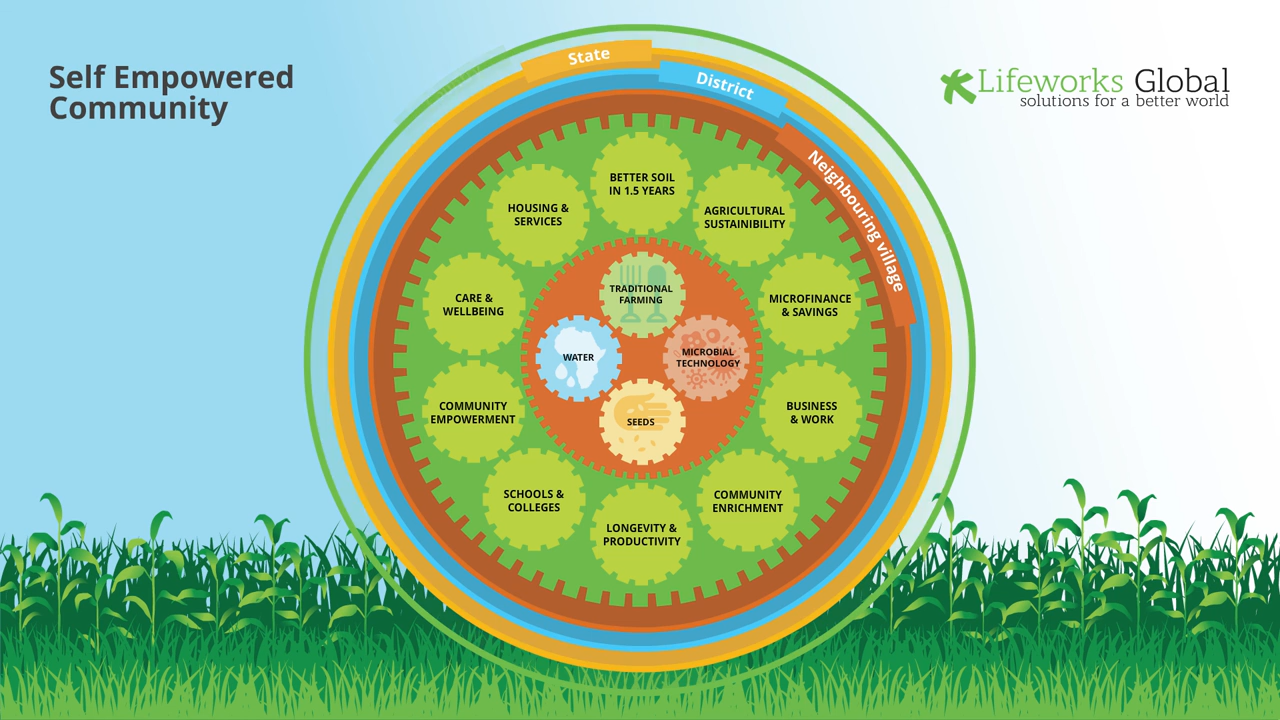 Self Empowered
Community
Lifeworks Global
solutions for a better world
State
District
Neighbouring village
BETTER SOIL
IN 1.5 YEARS
AGRICULTURAL
SUSTAINIBILITY
MICROFINANCE
& SAVINGS
BUSINESS
& WORK
COMMUNITY
ENRICHMENT
LONGEVITY &
PRODUCTIVITY
SCHOOLS &
COLLEGES
COMMUNITY
EMPOWERMENT
CARE &
WELLBEING
HOUSING &
SERVICES
TRADITIONAL
FARMING
MICROBIAL
TECHNOLOGY
SEEDS
WATER